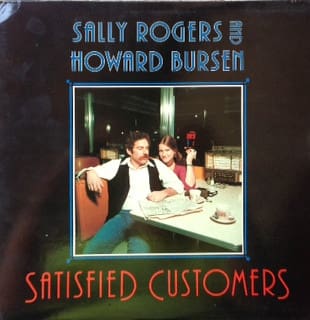 SALLY ROGERS AND
HOWARD BURSEN
SATISFIED CUSTOMERS